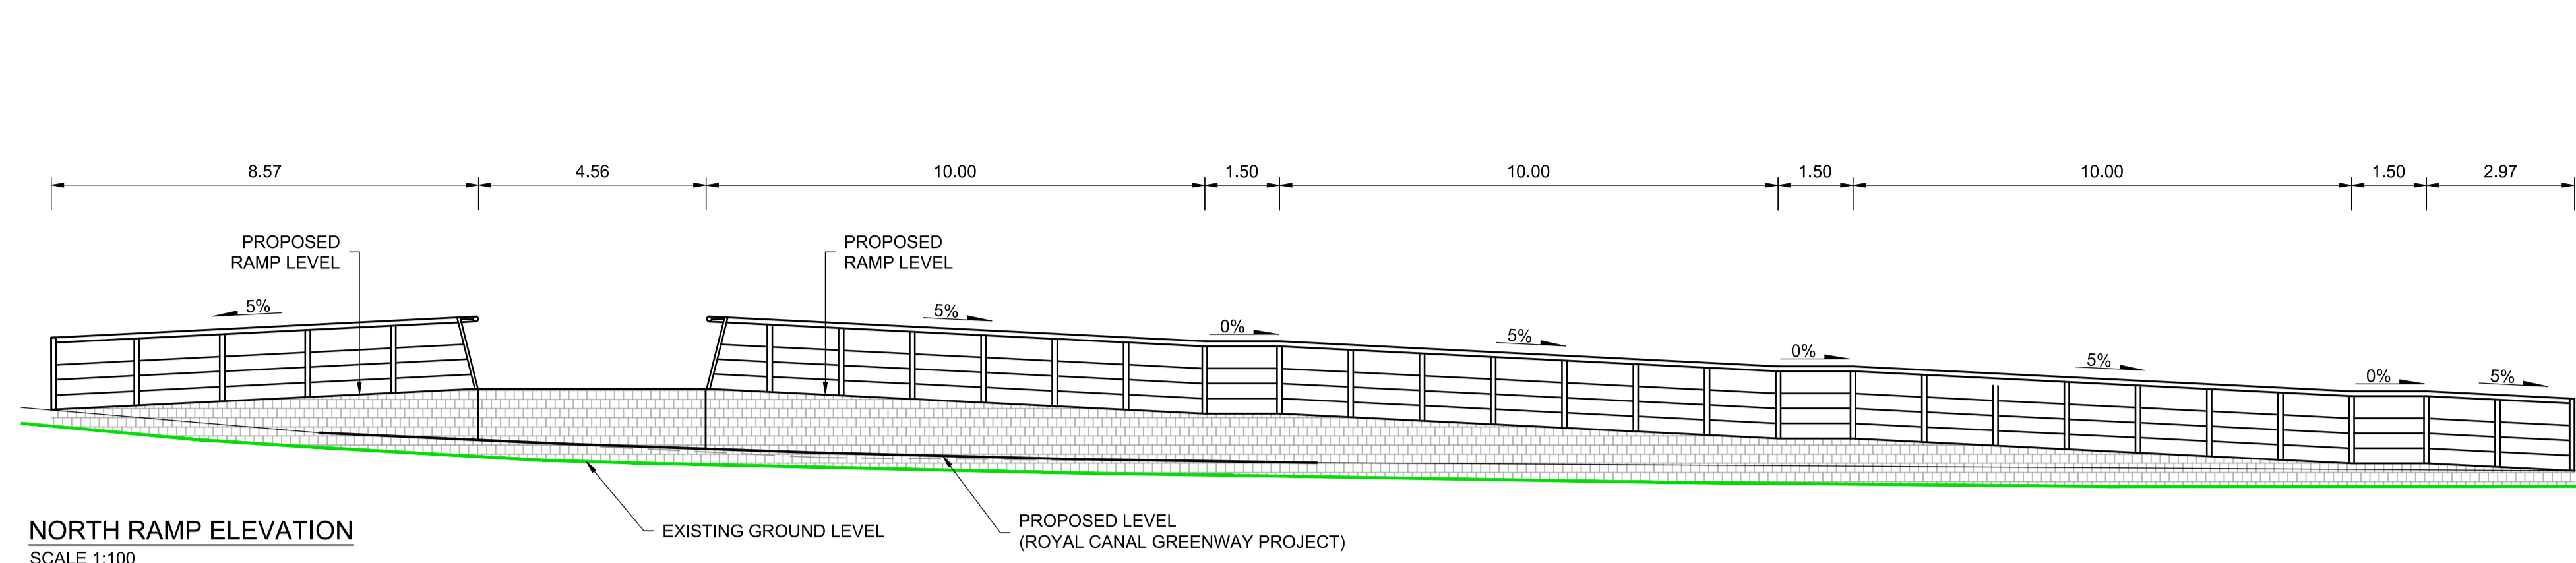 8.57 4.56 10.00 1.50 10.00 1.50 10.00 1.50 2.97
PROPOSED
RAMP LEVEL
PROPOSED
RAMP LEVEL
5% 5% 0% 5% 0% 5% 0% 5%
EXISTING GROUND LEVEL
PROPOSED LEVEL
(ROYAL CANAL GREENWAY PROJECT)
NORTH RAMP ELEVATION
SCALE 1:100